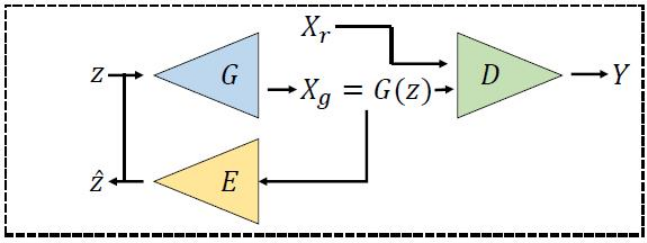 X_r
z G X_g = G(z) D Y
ẑ E